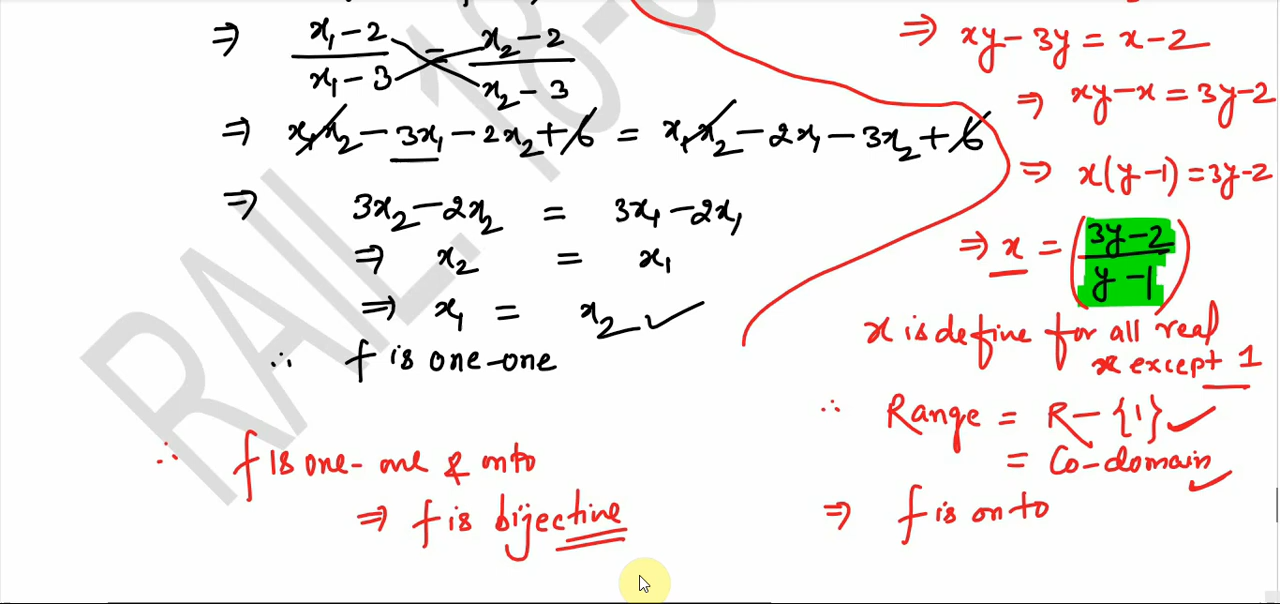 ⇒ (x₁ - 2)/(x₁ - 3) = (x₂ - 2)/(x₂ - 3)
⇒ x₁x₂ - 3x₁ - 2x₂ + 6 = x₁x₂ - 2x₁ - 3x₂ + 6
⇒ 3x₂ - 2x₂ = 3x₁ - 2x₁
⇒ x₂ = x₁
⇒ x₁ = x₂ ✓
∴ f is one-one
∴ f is one-one & onto
⇒ f is bijective
⇒ xy - 3y = x - 2
⇒ xy - x = 3y - 2
⇒ x(y - 1) = 3y - 2
⇒ x = ((3y - 2)/(y - 1))
x is define for all real
x except 1
∴ Range = R - {1} ✓
= Co-domain ✓
⇒ f is onto